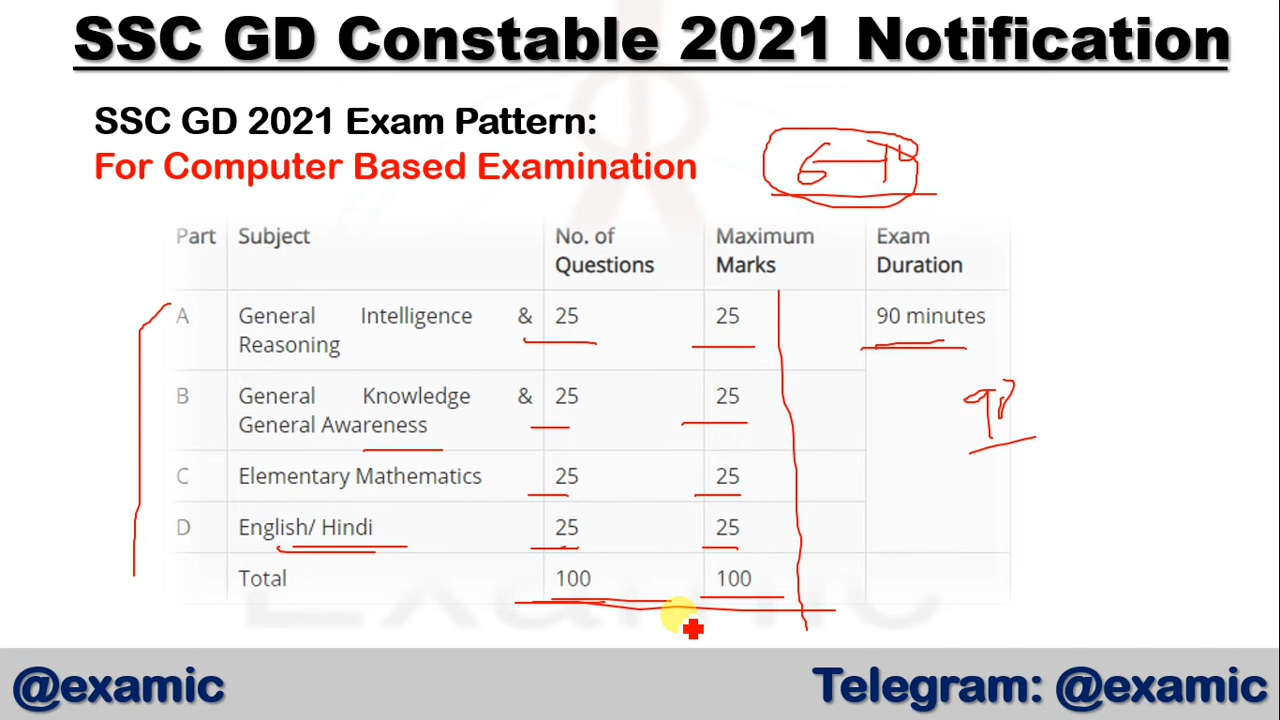 SSC GD Constable 2021 Notification
SSC GD 2021 Exam Pattern:
For Computer Based Examination
Part Subject No. of Questions Maximum Marks Exam Duration
A General Intelligence & Reasoning 25 25 90 minutes
B General Knowledge & General Awareness 25 25
C Elementary Mathematics 25 25
D English/ Hindi 25 25
Total 100 100
Examic
@examic
Telegram: @examic